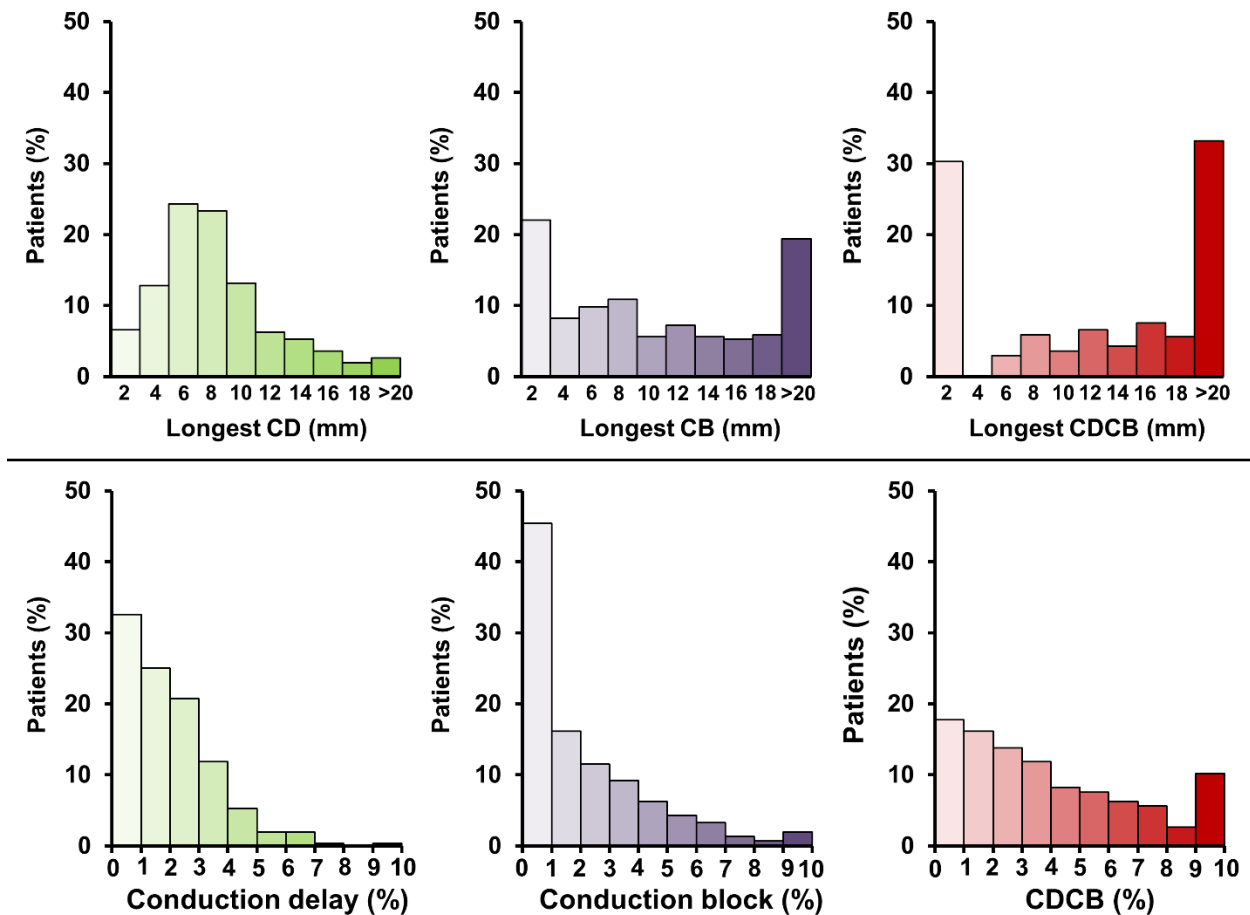 50
40
30
20
10
0
Patients (%)
2 4 6 8 10 12 14 16 18 >20
Longest CD (mm)
50
40
30
20
10
0
Patients (%)
2 4 6 8 10 12 14 16 18 >20
Longest CB (mm)
50
40
30
20
10
0
Patients (%)
2 4 6 8 10 12 14 16 18 >20
Longest CDCB (mm)
50
40
30
20
10
0
Patients (%)
0 1 2 3 4 5 6 7 8 9 10
Conduction delay (%)
50
40
30
20
10
0
Patients (%)
0 1 2 3 4 5 6 7 8 9 10
Conduction block (%)
50
40
30
20
10
0
Patients (%)
0 1 2 3 4 5 6 7 8 9 10
CDCB (%)